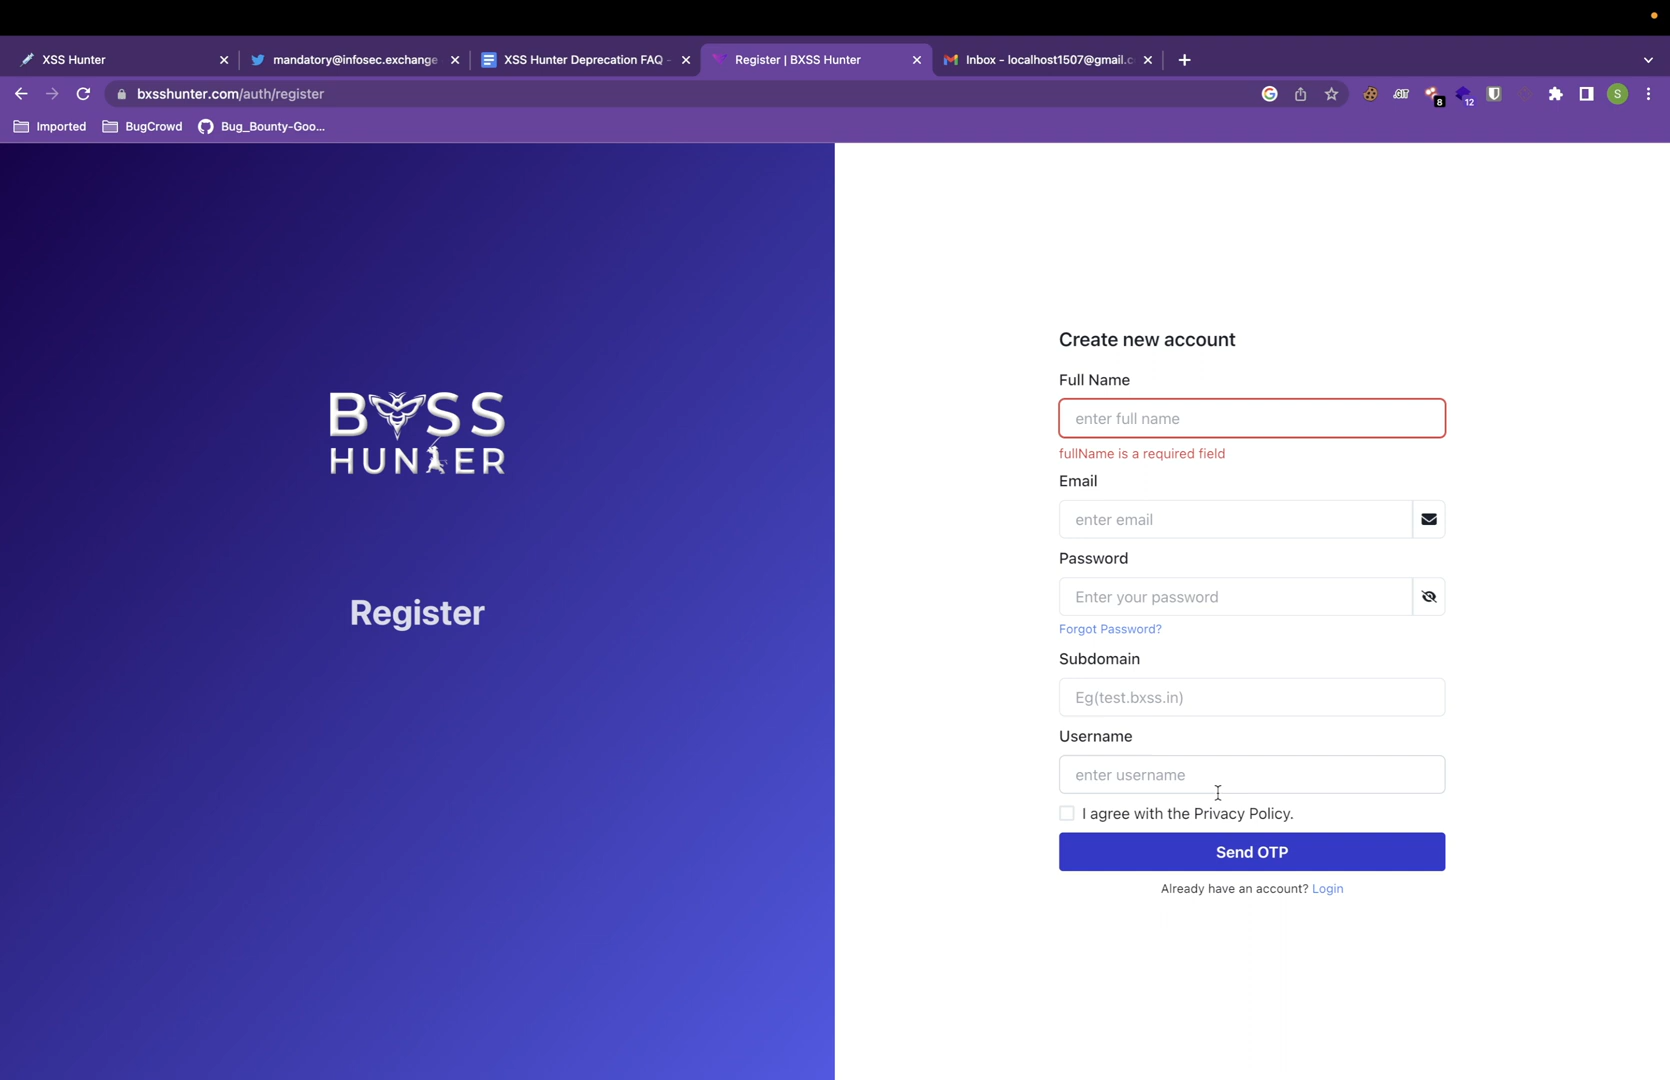 XSS Hunter
mandatory@infosec.exchange
XSS Hunter Deprecation FAQ -
Register | BXSS Hunter
Inbox - localhost1507@gmail.c
bxsshunter.com/auth/register
.GIT
8
12
S
Imported
BugCrowd
Bug_Bounty-Goo...
BXSS
HUNTER
Register
Create new account
Full Name
enter full name
fullName is a required field
Email
enter email
Password
Enter your password
Forgot Password?
Subdomain
Eg(test.bxss.in)
Username
enter username
I agree with the Privacy Policy.
Send OTP
Already have an account? Login